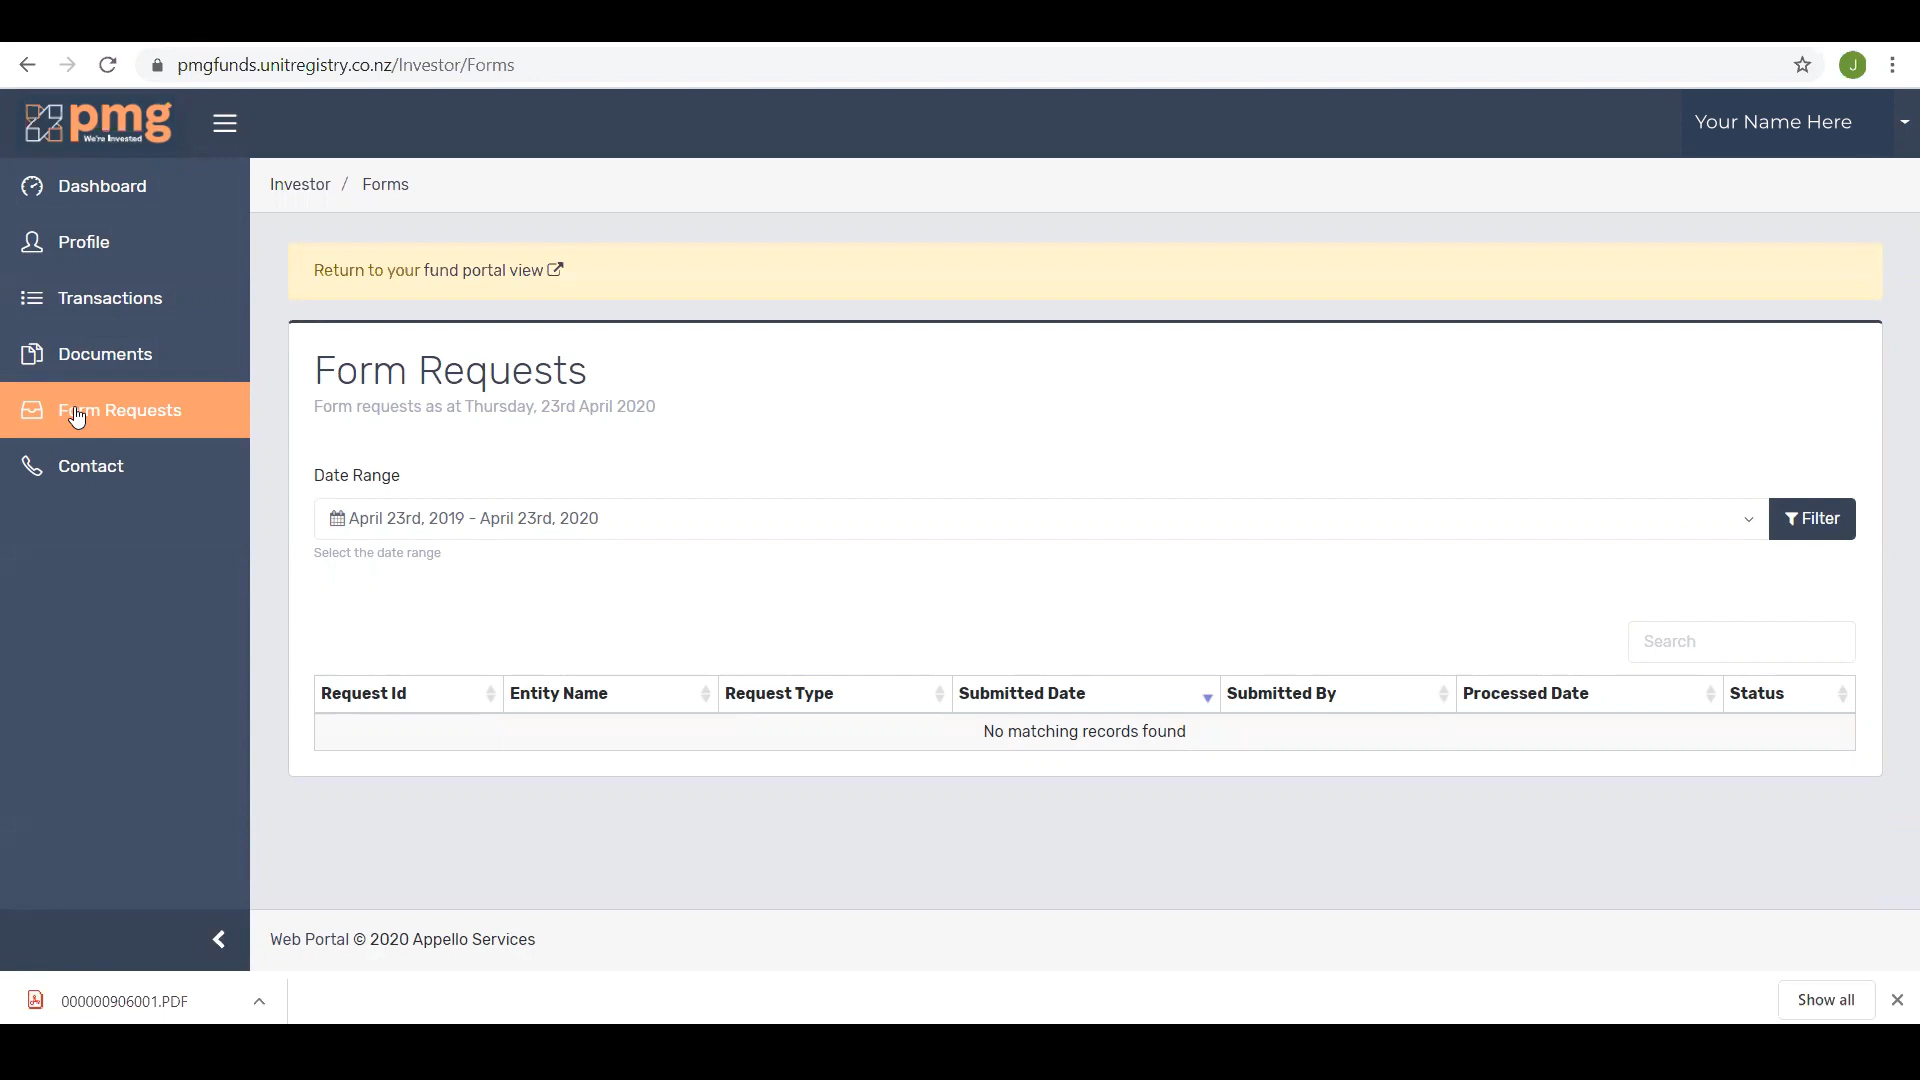 pmgfunds.unitregistry.co.nz/Investor/Forms
J
pmg
We're Invested
Your Name Here
Dashboard
Profile
Transactions
Documents
Form Requests
Contact
Investor / Forms
Return to your fund portal view
Form Requests
Form requests as at Thursday, 23rd April 2020
Date Range
April 23rd, 2019 - April 23rd, 2020
Filter
Select the date range
Search
Request Id Entity Name Request Type Submitted Date Submitted By Processed Date Status
No matching records found
Web Portal © 2020 Appello Services
000000906001.PDF
Show all